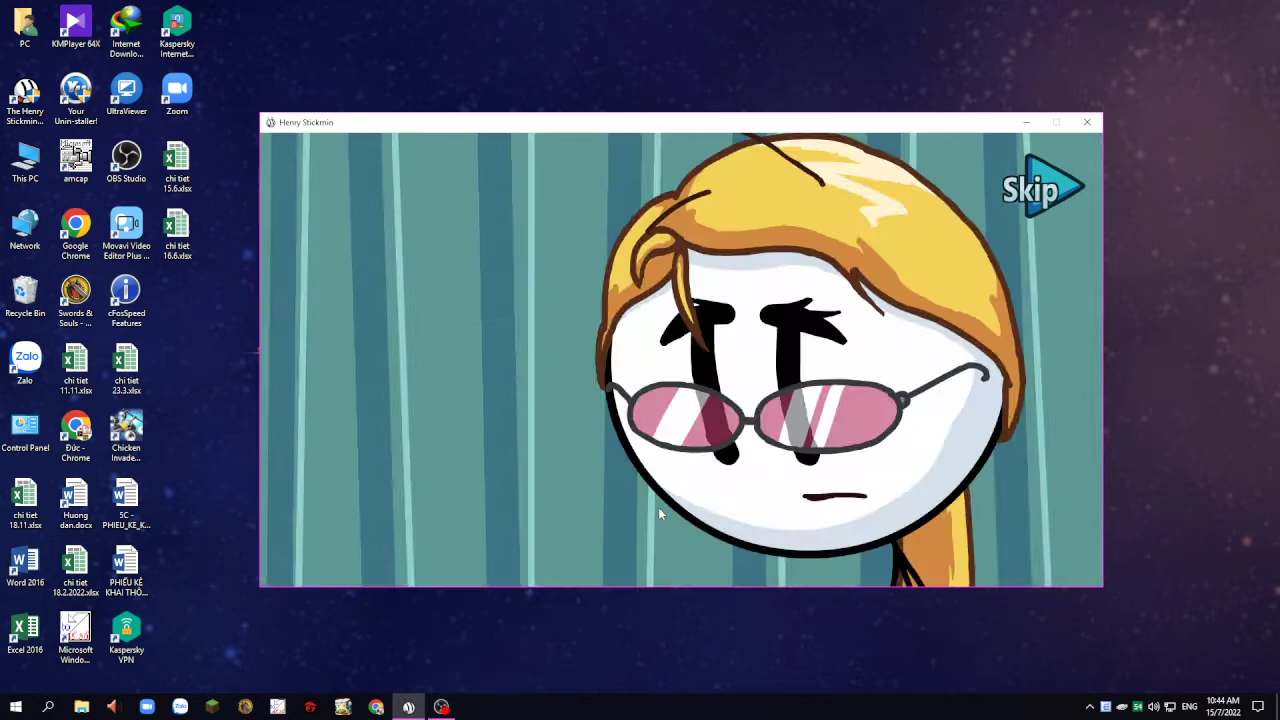 PC
KMPlayer 64X
Internet
Downlo...
Kaspersky
Internet...
The Henry
Stickmin...
Your
Unin-staller!
UltraViewer
Zoom
This PC
amcap
OBS Studio
chi tiet
15.6.xlsx
Network
Google
Chrome
Movavi Video
Editor Plus ...
chi tiet
16.6.xlsx
Recycle Bin
Swords &
Souls - ...
cFosSpeed
Features
Zalo
Zalo
chi tiet
11.11.xlsx
chi tiet
23.3.xlsx
Control Panel
Đức -
Chrome
Chicken
Invade...
chi tiet
18.11.xlsx
Huong
dan.docx
5C -
PHIEU_KE_K...
Word 2016
chi tiet
18.2.2022.xlsx
PHIẾU KÊ
KHAI THÔ...
Excel 2016
Microsoft
Windo...
Kaspersky
VPN
Henry Stickmin
Skip
Zalo
54
ENG
10:44 AM
15/7/2022